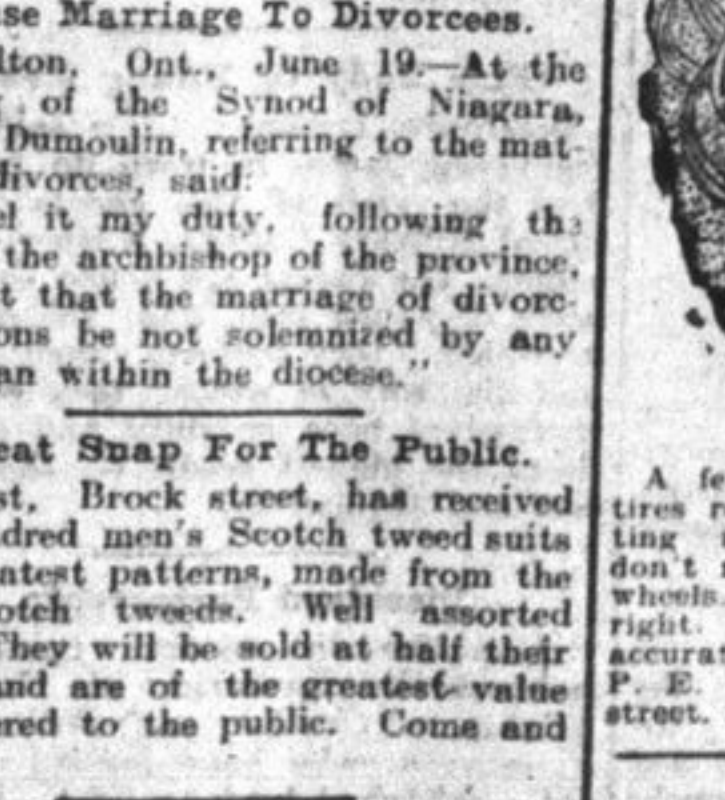 se Marriage To Divorcees.
lton, Ont., June 19.—At the
of the Synod of Niagara,
Dumoulin, referring to the mat-
divorces, said:
el it my duty, following the
the archbishop of the province,
t that the marriage of divorc-
ons be not solemnized by any
an within the diocese."
eat Snap For The Public.
st, Brock street, has received
dred men's Scotch tweed suits
atest patterns, made from the
otch tweeds. Well assorted
They will be sold at half their
and are of the greatest value
ered to the public. Come and
A fe
tires r
ting
don't
wheels
right.
accurat
P. E.
street.